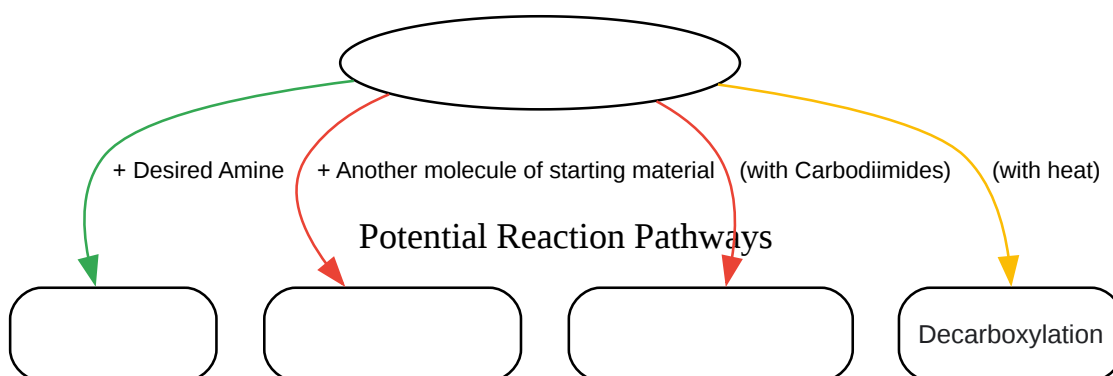 + Desired Amine
+ Another molecule of starting material
(with Carbodiimides)
(with heat)
Potential Reaction Pathways
Decarboxylation